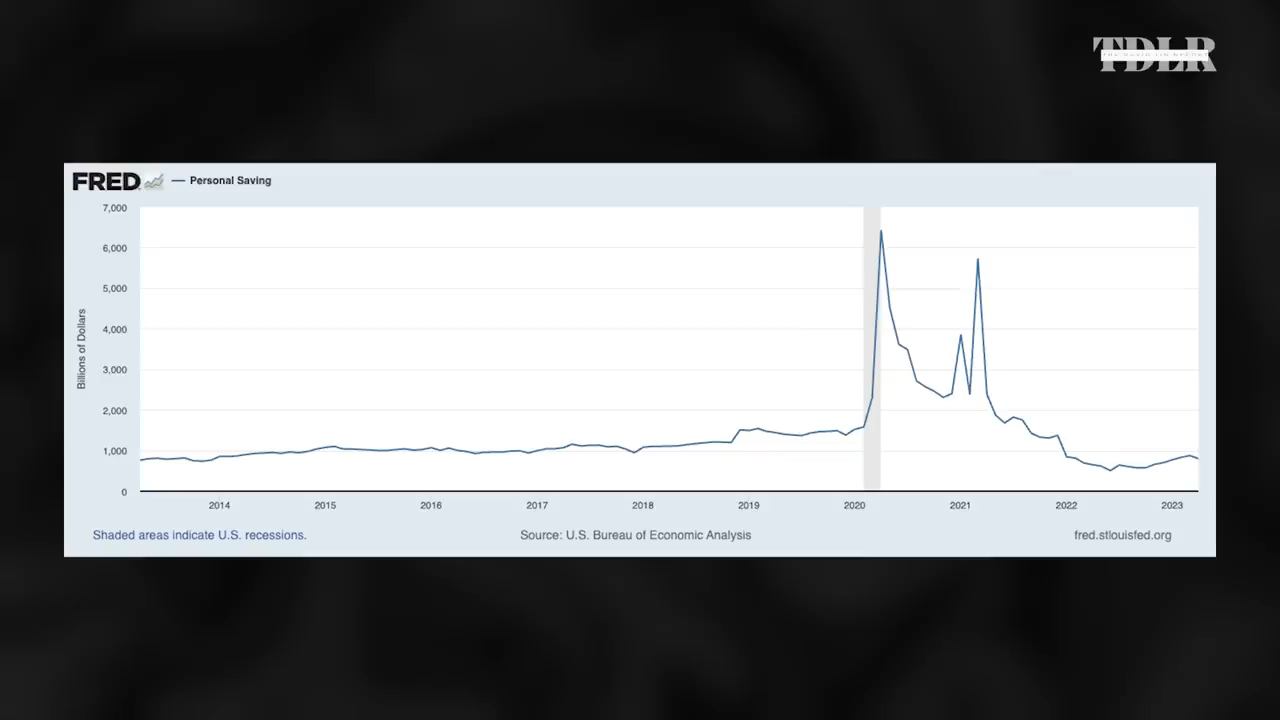 TDLR
FRED — Personal Saving
7,000
6,000
5,000
4,000
3,000
2,000
1,000
0
Billions of Dollars
2014 2015 2016 2017 2018 2019 2020 2021 2022 2023
Shaded areas indicate U.S. recessions. Source: U.S. Bureau of Economic Analysis fred.stlouisfed.org